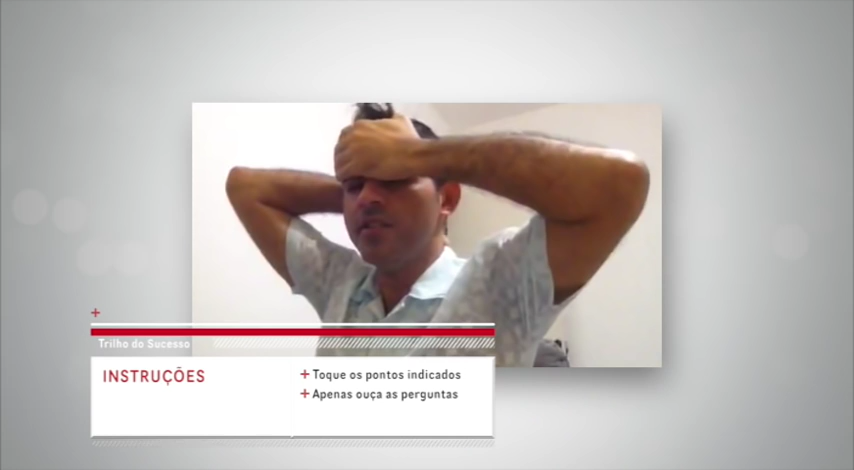 Trilho do Sucesso
INSTRUÇÕES
Toque os pontos indicados
Apenas ouça as perguntas